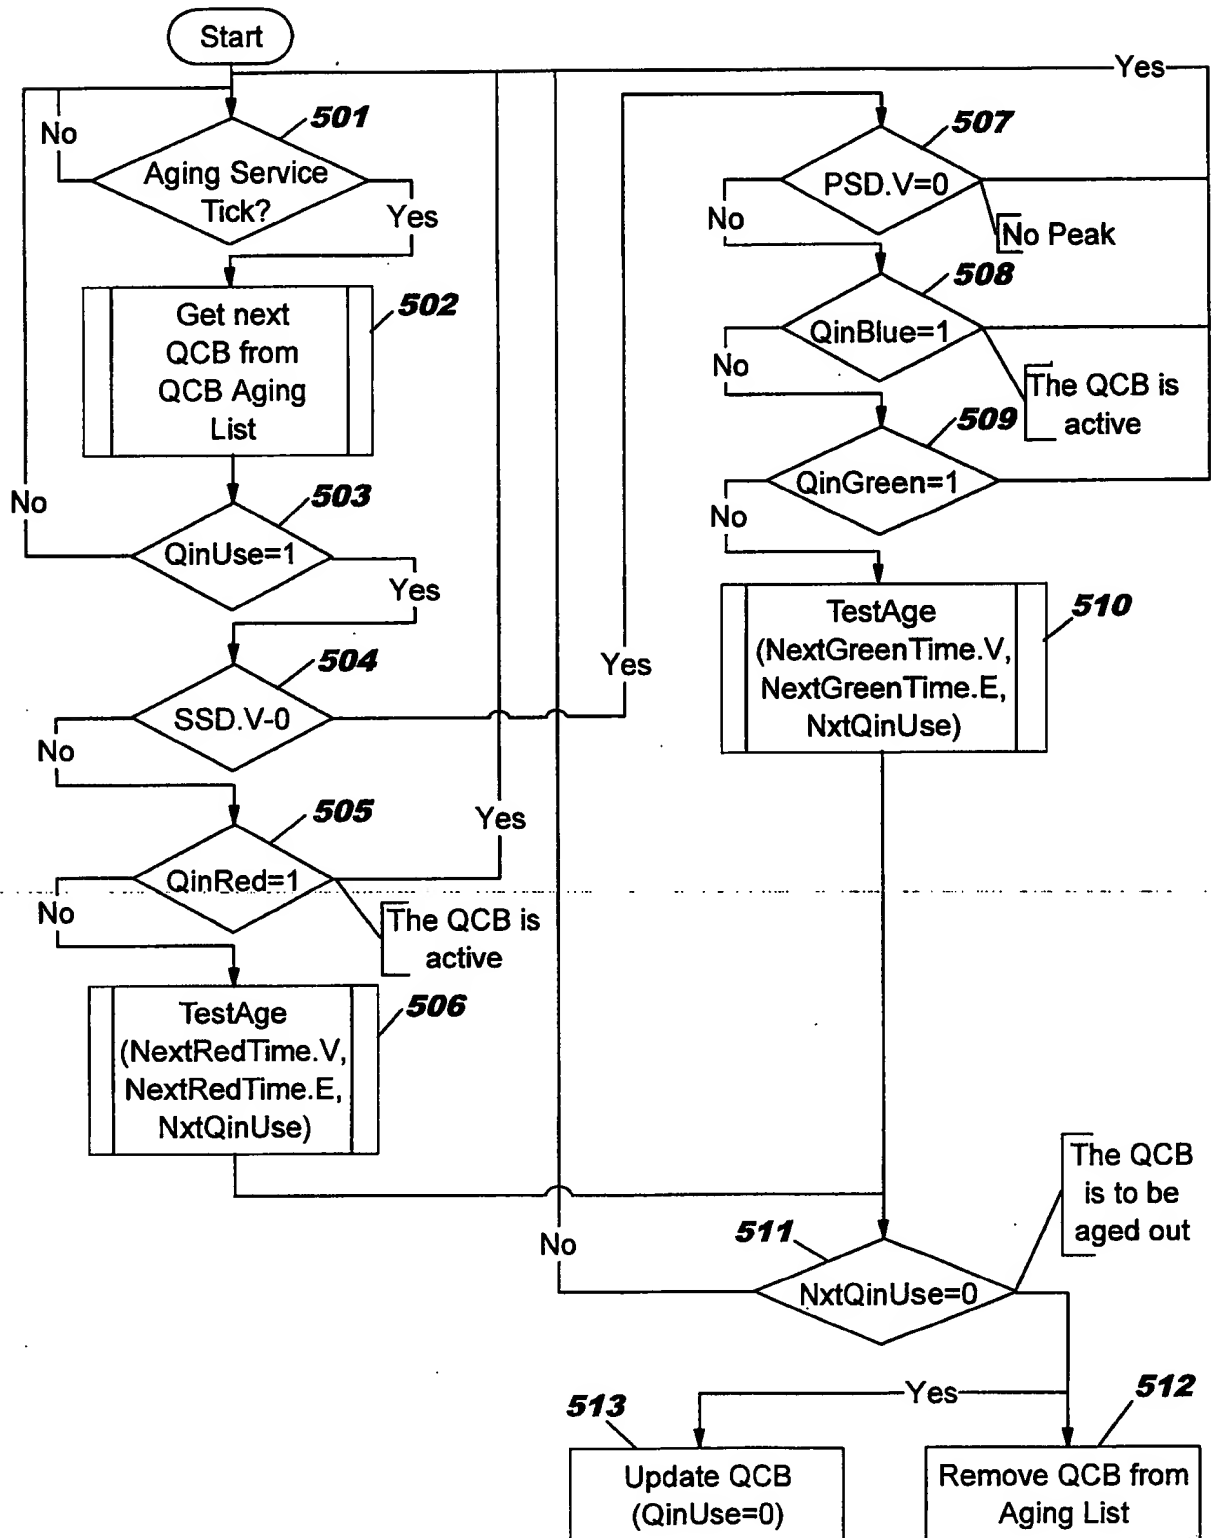 Start
Yes
No
501
Aging Service
Tick?
Yes
Get next
QCB from
QCB Aging
List
502
No
503
QinUse=1
Yes
504
SSD.V-0
Yes
No
505
QinRed=1
Yes
No
The QCB is
active
TestAge
(NextRedTime.V,
NextRedTime.E,
NxtQinUse)
506
507
PSD.V=0
No
No Peak
508
QinBlue=1
No
The QCB is
active
509
QinGreen=1
No
TestAge
(NextGreenTime.V,
NextGreenTime.E,
NxtQinUse)
510
The QCB
is to be
aged out
511
No
NxtQinUse=0
Yes
513
512
Update QCB
(QinUse=0)
Remove QCB from
Aging List